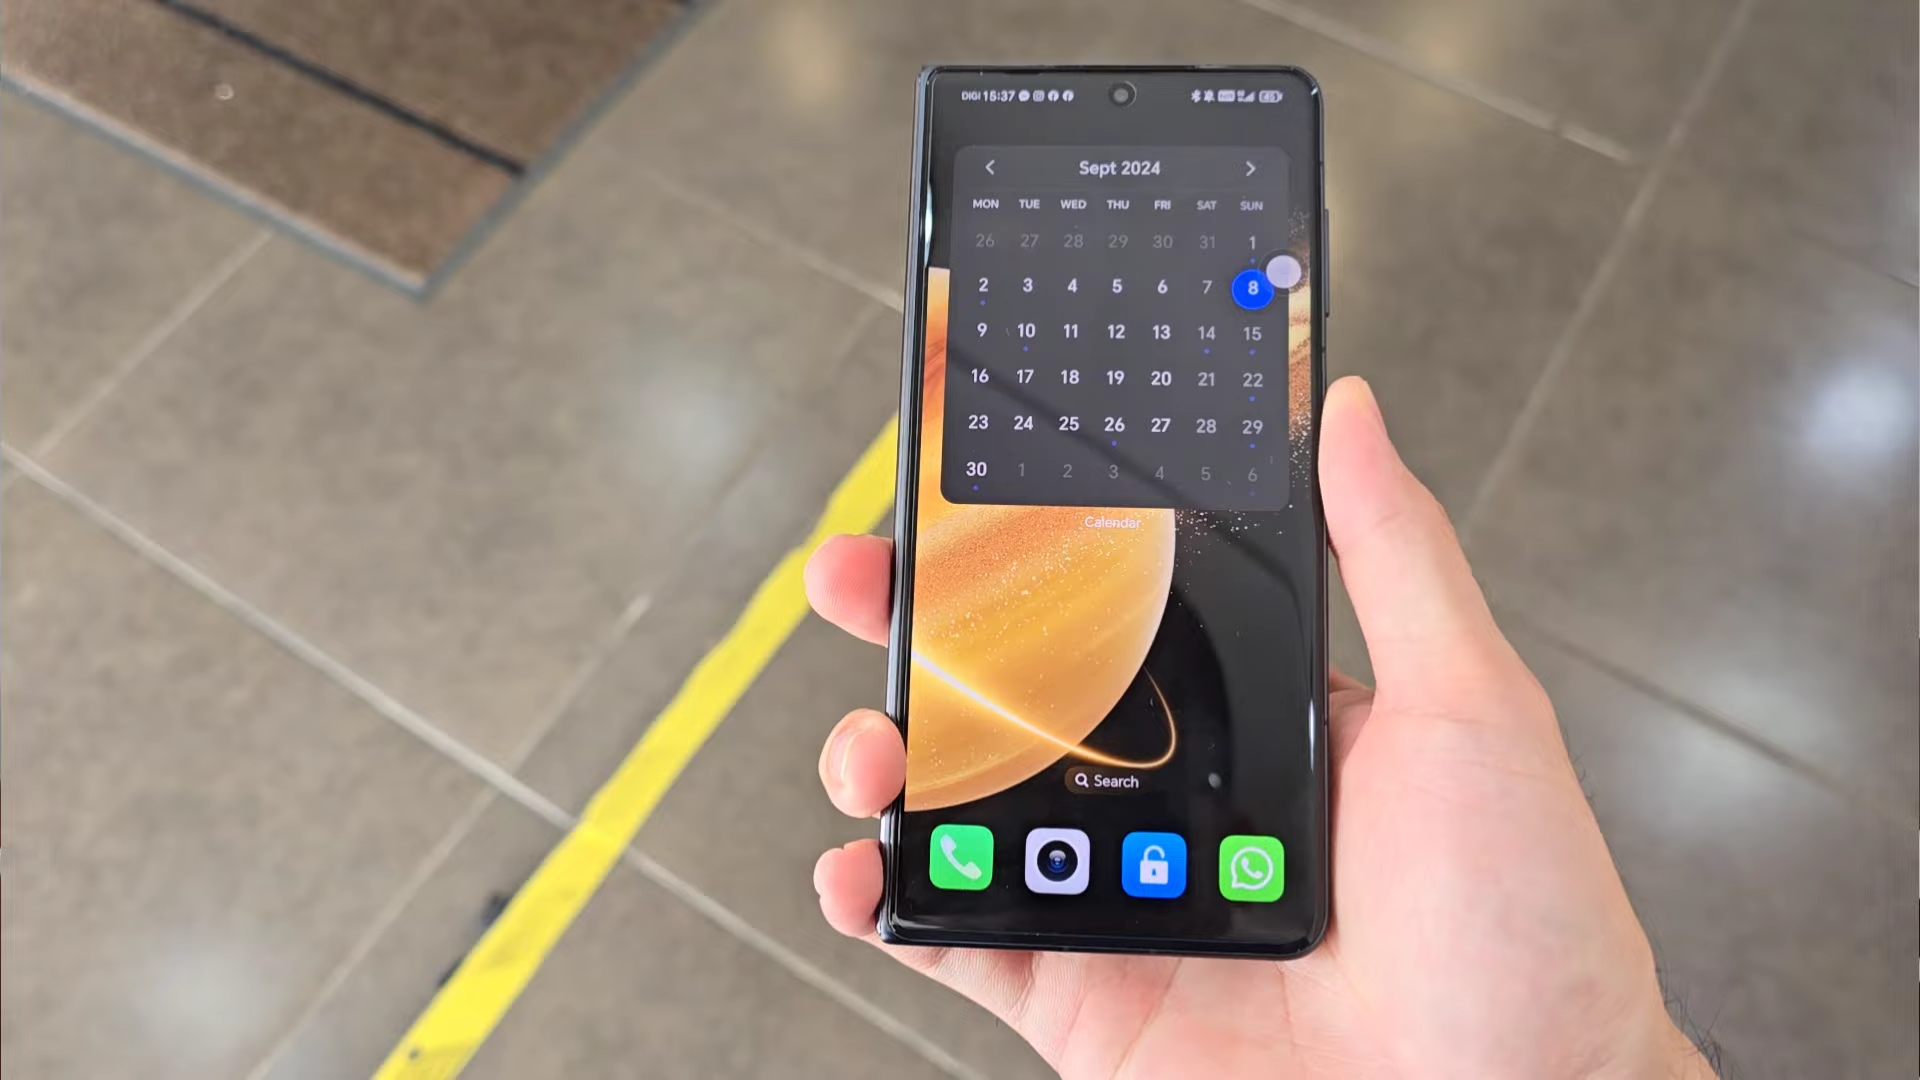 DIGI 15:37
Sept 2024
MON TUE WED THU FRI SAT SUN
26 27 28 29 30 31 1
2 3 4 5 6 7 8
9 10 11 12 13 14 15
16 17 18 19 20 21 22
23 24 25 26 27 28 29
30 1 2 3 4 5 6
Calendar
Search